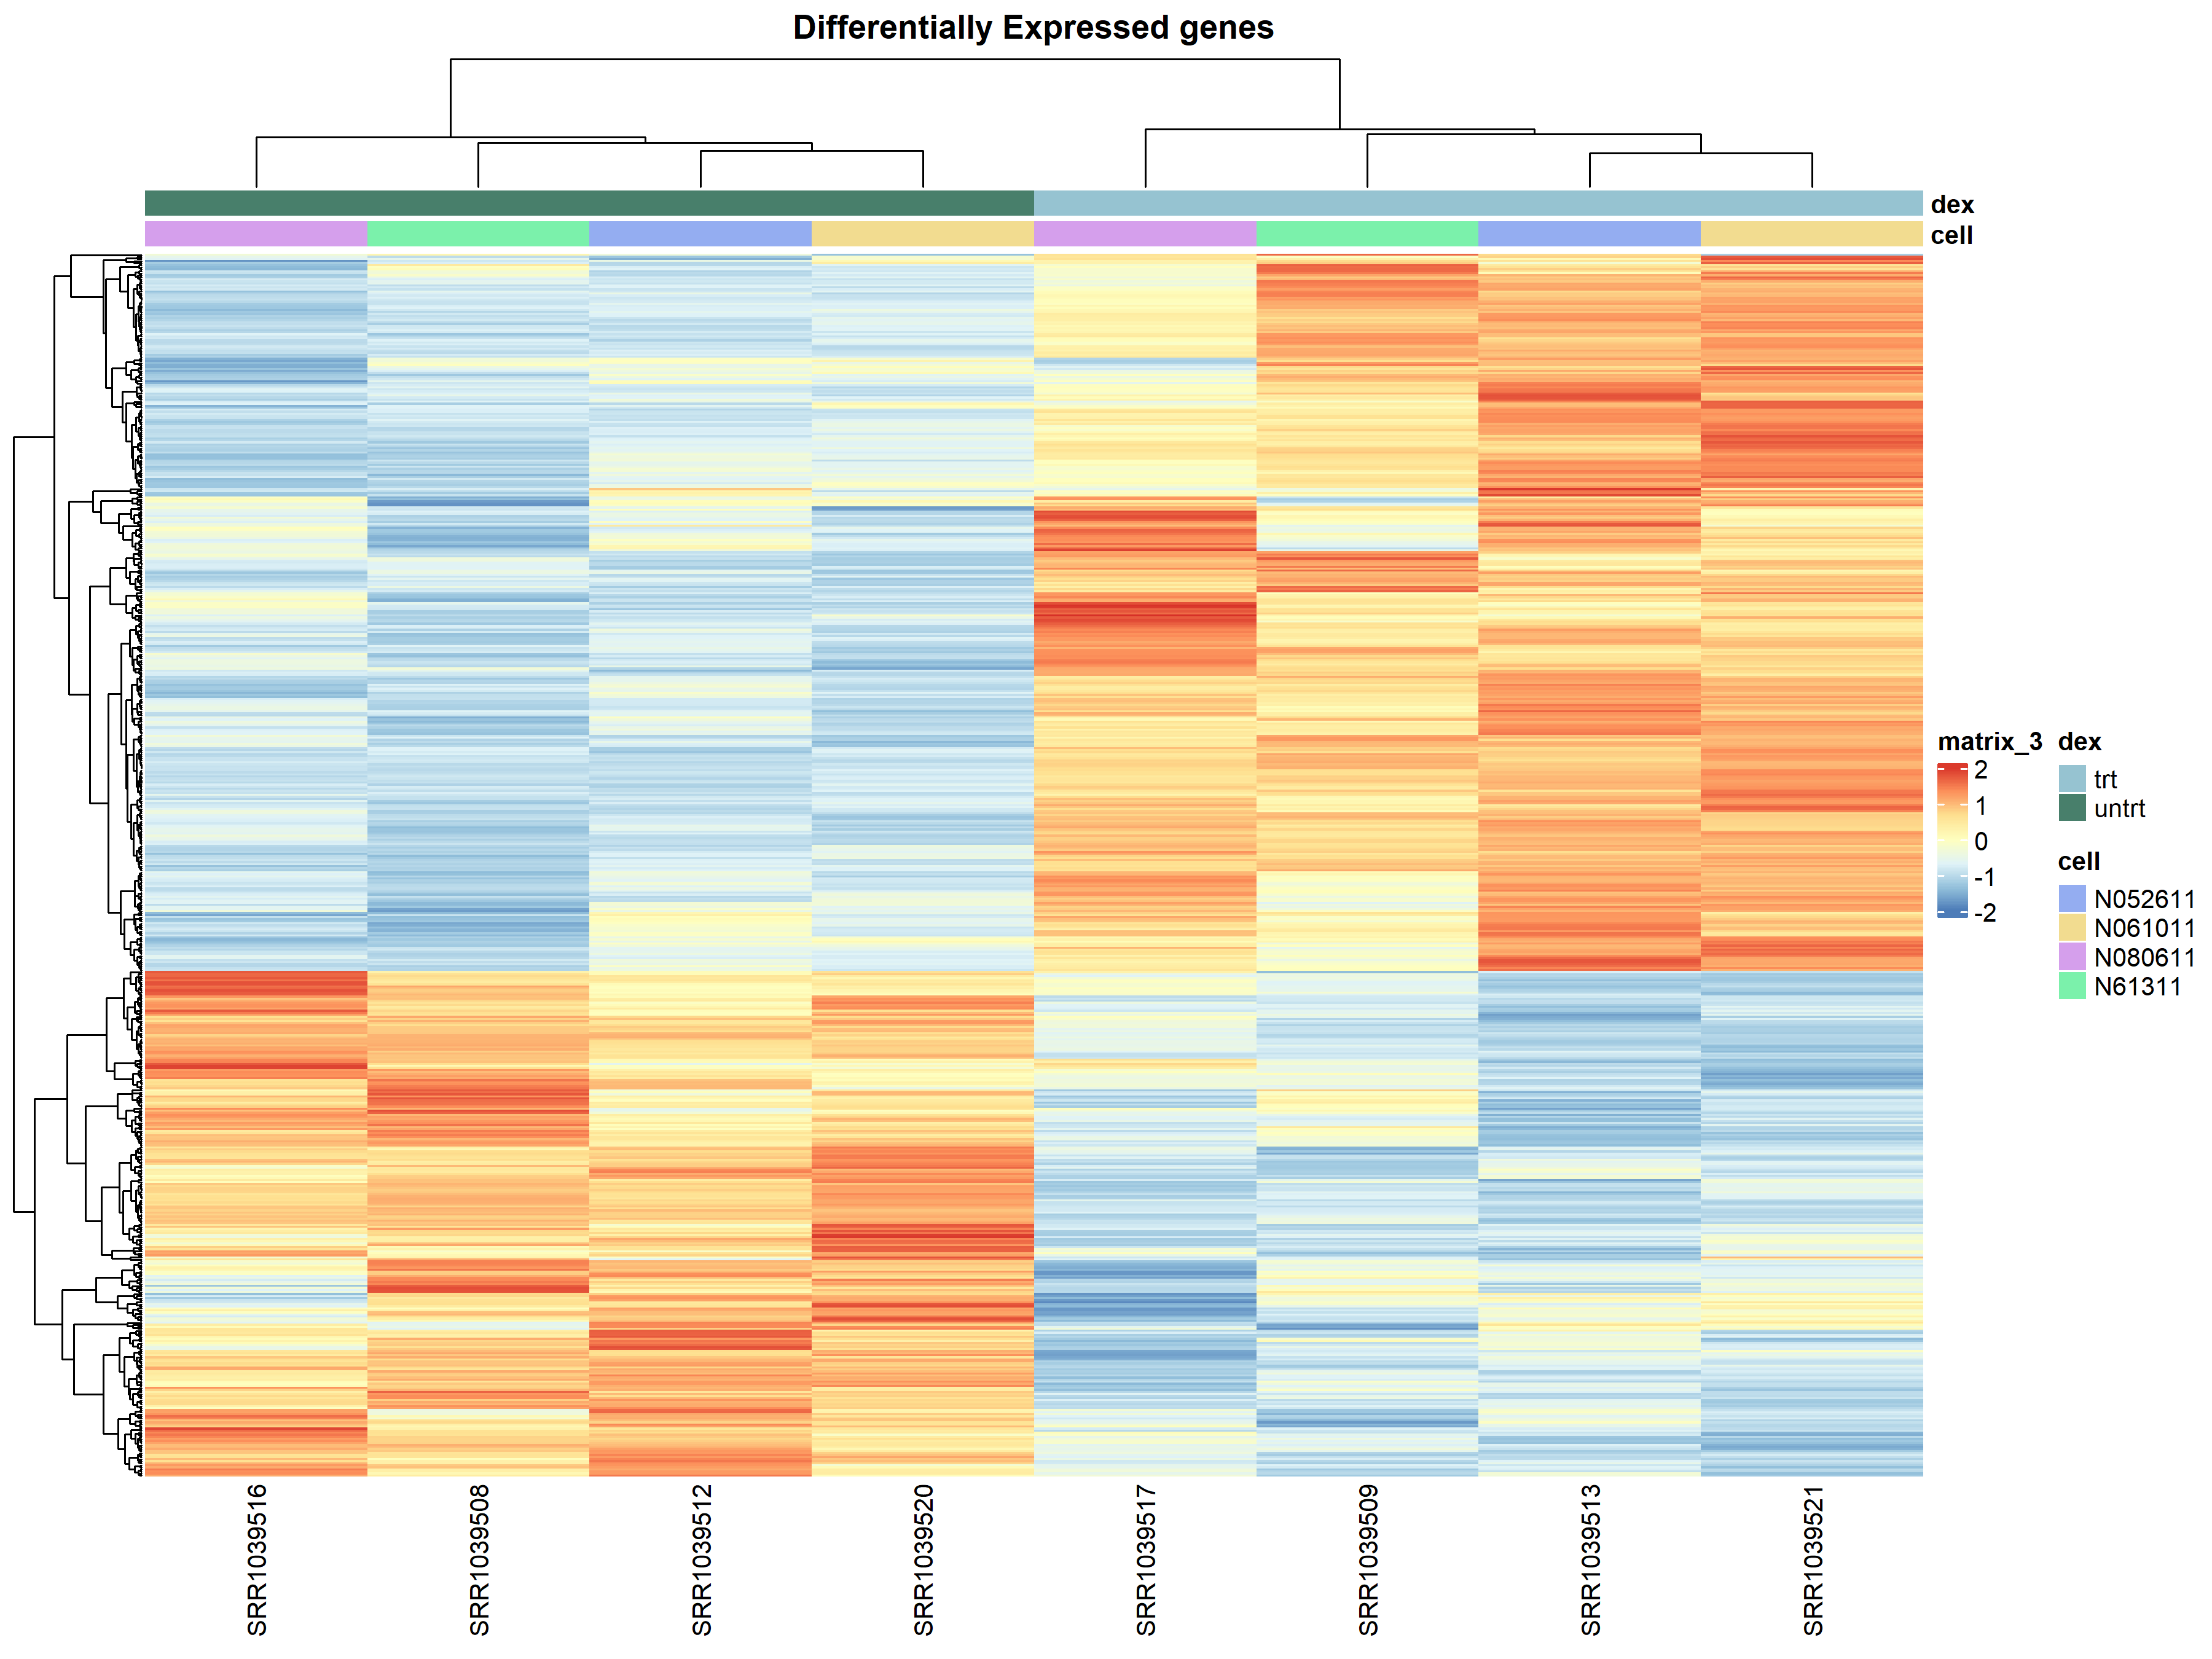 Differentially Expressed genes
dex
cell
matrix_3
2
1
0
-1
-2
dex
trt
untrt
cell
N052611
N061011
N080611
N61311
SRR1039516
SRR1039508
SRR1039512
SRR1039520
SRR1039517
SRR1039509
SRR1039513
SRR1039521